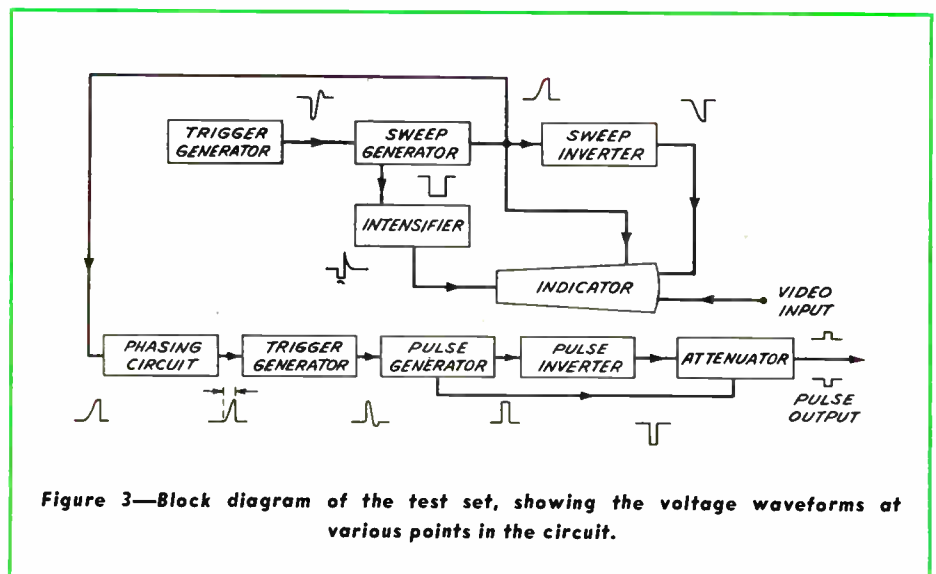 TRIGGER
GENERATOR
SWEEP
GENERATOR
SWEEP
INVERTER
INTENSIFIER
INDICATOR
VIDEO
INPUT
PHASING
CIRCUIT
TRIGGER
GENERATOR
PULSE
GENERATOR
PULSE
INVERTER
ATTENUATOR
PULSE
OUTPUT
Figure 3—Block diagram of the test set, showing the voltage waveforms at
various points in the circuit.